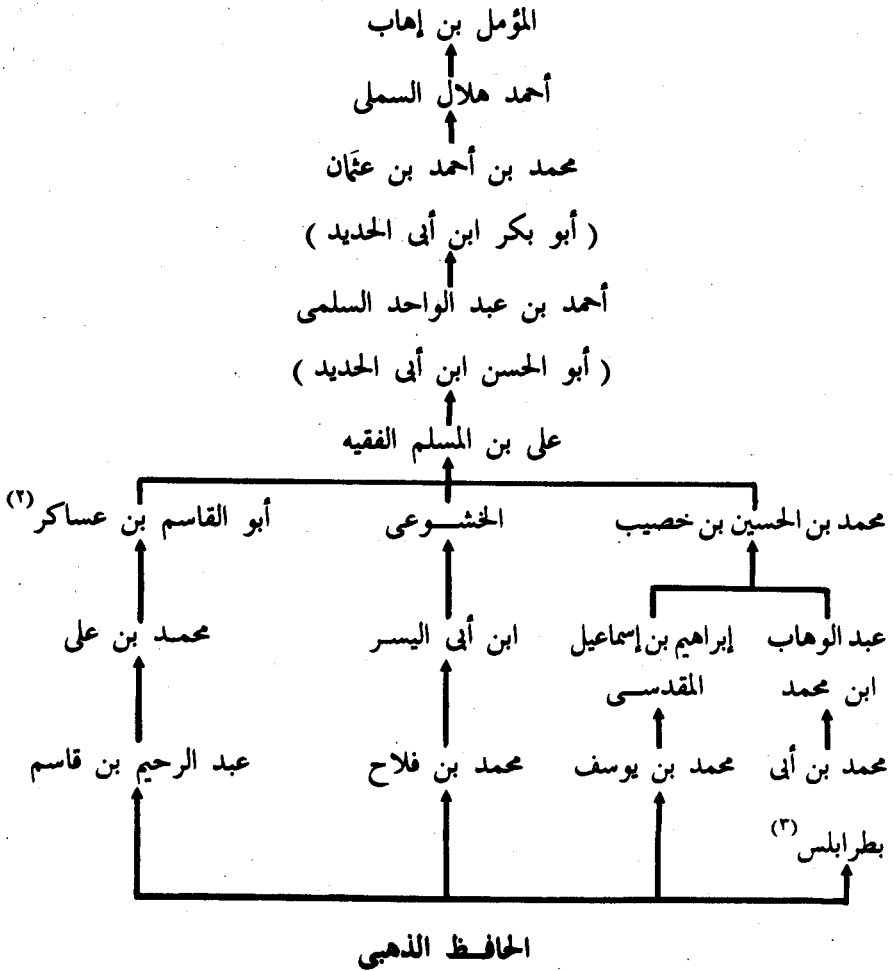 المؤمل بن إهاب
أحمد هلال السملى
محمد بن أحمد بن عثمان
( أبو بكر ابن أبى الحديد )
أحمد بن عبد الواحد السلمى
( أبو الحسن ابن أبى الحديد )
على بن المسلم الفقيه
محمد بن الحسين بن خصيب الخشوعى أبو القاسم بن عساكر (٢)
عبد الوهاب إبراهيم بن إسماعيل ابن أبى اليسر محمد بن على
ابن محمد المقدسى
محمد بن أبى محمد بن يوسف محمد بن فلاح عبد الرحيم بن قاسم
بطرابلس (٣)
الحافظ الذهبى